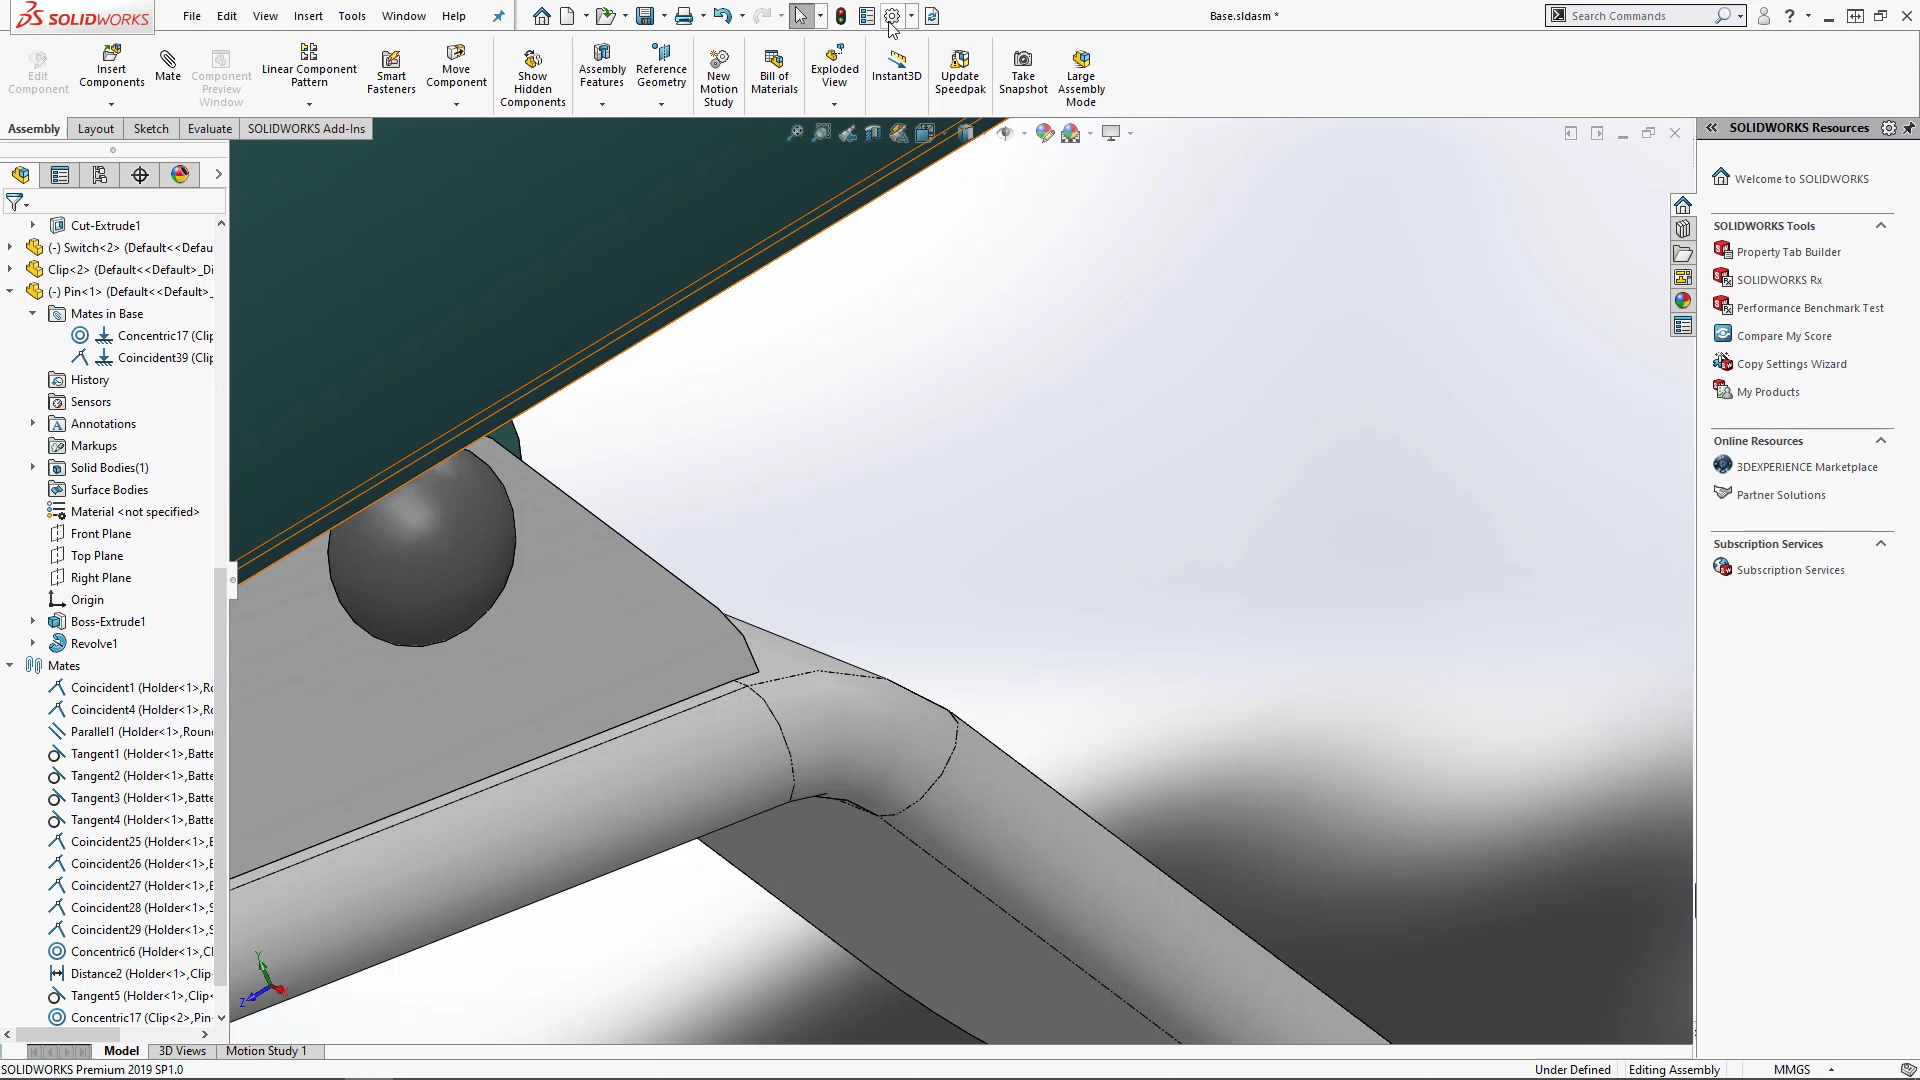 SOLIDWORKS
File Edit View Insert Tools Window Help
Base.sldasm *
Search Commands
Edit Component
Insert Components
Mate
Component Preview Window
Linear Component Pattern
Smart Fasteners
Move Component
Show Hidden Components
Assembly Features
Reference Geometry
New Motion Study
Bill of Materials
Exploded View
Instant3D
Update Speedpak
Take Snapshot
Large Assembly Mode
Assembly Layout Sketch Evaluate SOLIDWORKS Add-Ins
Cut-Extrude1
(-) Switch<2> (Default<<Defau
Clip<2> (Default<<Default>_Di
(-) Pin<1> (Default<<Default>_
Mates in Base
Concentric17 (Clip
Coincident39 (Clip
History
Sensors
Annotations
Markups
Solid Bodies(1)
Surface Bodies
Material <not specified>
Front Plane
Top Plane
Right Plane
Origin
Boss-Extrude1
Revolve1
Mates
Coincident1 (Holder<1>,Ro
Coincident4 (Holder<1>,Ro
Parallel1 (Holder<1>,Roun
Tangent1 (Holder<1>,Batte
Tangent2 (Holder<1>,Batte
Tangent3 (Holder<1>,Batte
Tangent4 (Holder<1>,Batte
Coincident25 (Holder<1>,E
Coincident26 (Holder<1>,E
Coincident27 (Holder<1>,E
Coincident28 (Holder<1>,S
Coincident29 (Holder<1>,S
Concentric6 (Holder<1>,Cl
Distance2 (Holder<1>,Clip
Tangent5 (Holder<1>,Clip<
Concentric17 (Clip<2>,Pin
Y
Z
X
Model 3D Views Motion Study 1
SOLIDWORKS Premium 2019 SP1.0
Under Defined Editing Assembly MMGS
SOLIDWORKS Resources
Welcome to SOLIDWORKS
SOLIDWORKS Tools
Property Tab Builder
SOLIDWORKS Rx
Performance Benchmark Test
Compare My Score
Copy Settings Wizard
My Products
Online Resources
3DEXPERIENCE Marketplace
Partner Solutions
Subscription Services
Subscription Services